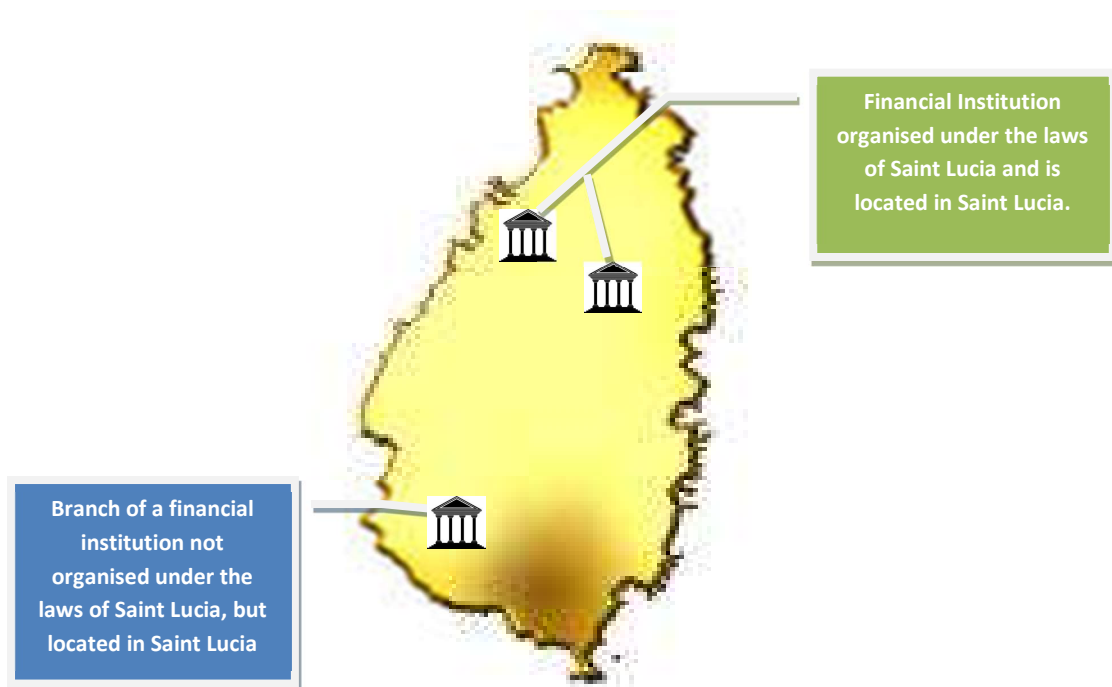 Financial Institution
organised under the laws
of Saint Lucia and is
located in Saint Lucia.
Branch of a financial
institution not
organised under the
laws of Saint Lucia, but
located in Saint Lucia